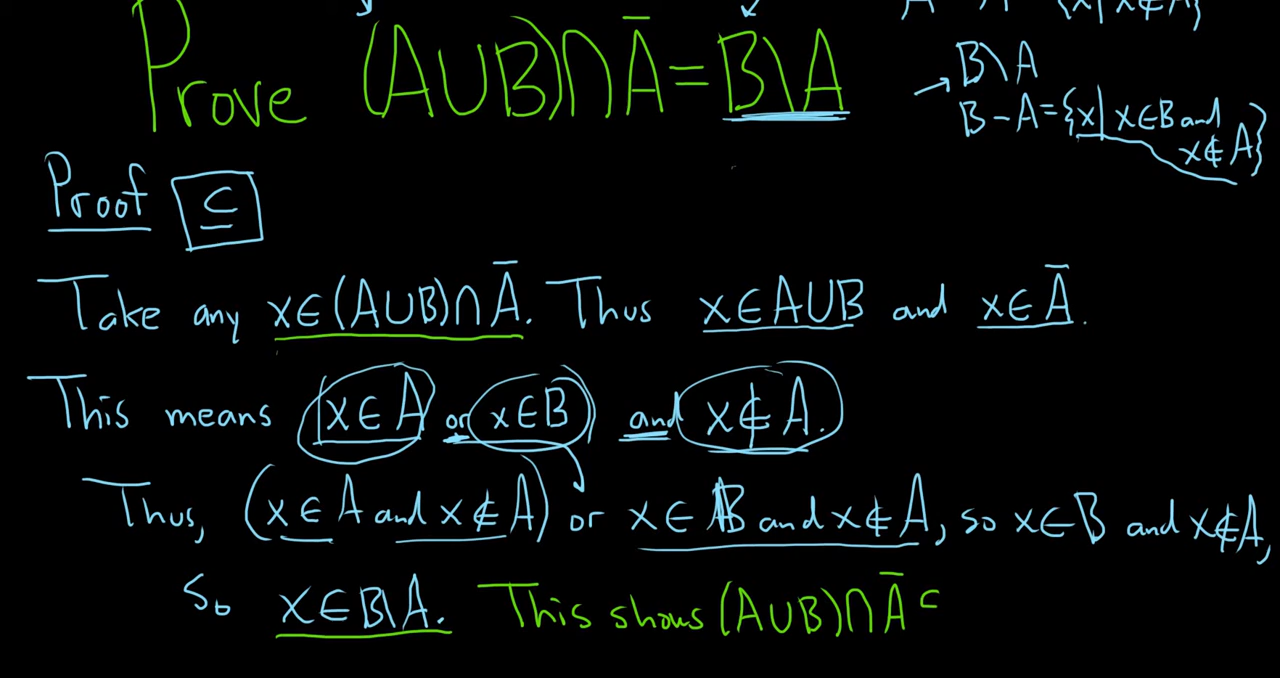 Prove (A∪B)∩Ā = B\A
B\A
B-A={x|x∈B and
x∉A}
Proof ⊆
Take any x∈(A∪B)∩Ā. Thus x∈A∪B and x∈Ā.
This means (x∈A or x∈B) and x∉A.
Thus, (x∈A and x∉A) or x∈B and x∉A, so x∈B and x∉A,
So x∈B\A. This shows (A∪B)∩Ā ⊂